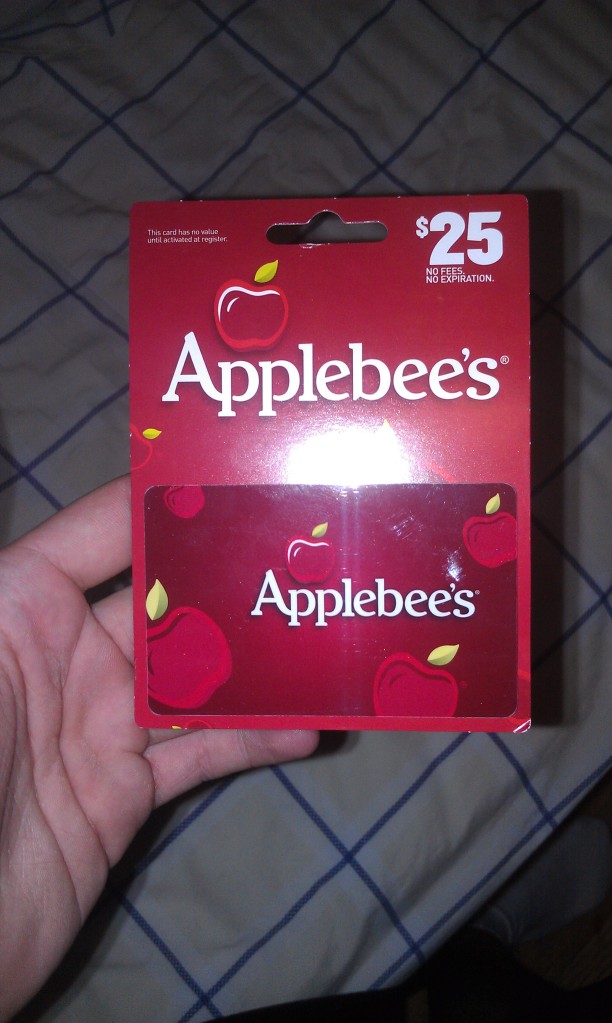 This card has no value
until activated at register.
$25
NO FEES.
NO EXPIRATION.
Applebee's®
Applebee's®